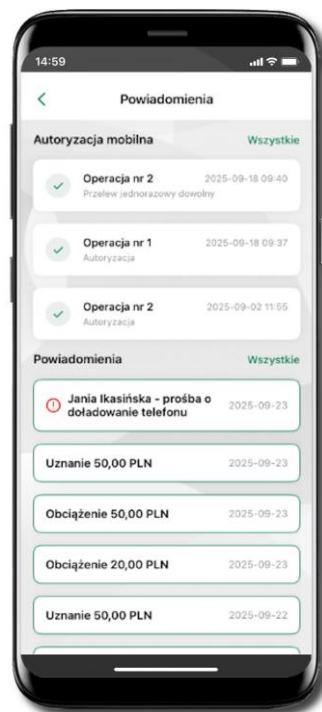 14:59
Powiadomienia
Autoryzacja mobilna Wszystkie
Operacja nr 2 2025-09-18 09:40
Przelew jednorazowy dowolny
Operacja nr 1 2025-09-18 09:37
Autoryzacja
Operacja nr 2 2025-09-02 11:55
Autoryzacja
Powiadomienia Wszystkie
Jania Ikasińska - prośba o
doładowanie telefonu 2025-09-23
Uznanie 50,00 PLN 2025-09-23
Obciążenie 50,00 PLN 2025-09-23
Obciążenie 20,00 PLN 2025-09-23
Uznanie 50,00 PLN 2025-09-22